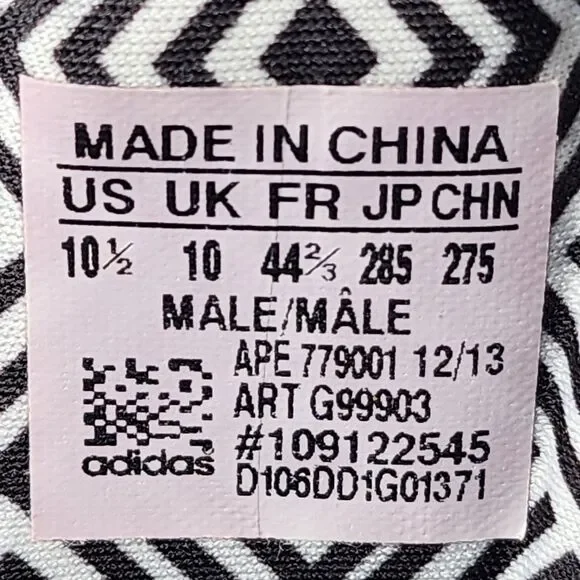 MADE IN CHINA
US UK FR JP CHN
10½ 10 44⅔ 285 275
MALE/MÂLE
APE 779001 12/13
ART G99903
#109122545
adidas
D106DD1G01371